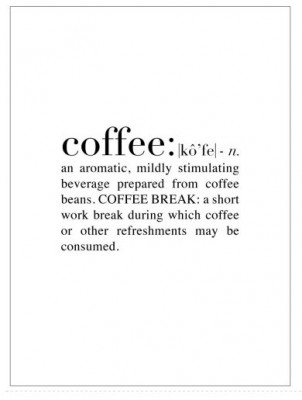 coffee: |kô'fe| - n.
an aromatic, mildly stimulating
beverage prepared from coffee
beans. COFFEE BREAK: a short
work break during which coffee
or other refreshments may be
consumed.